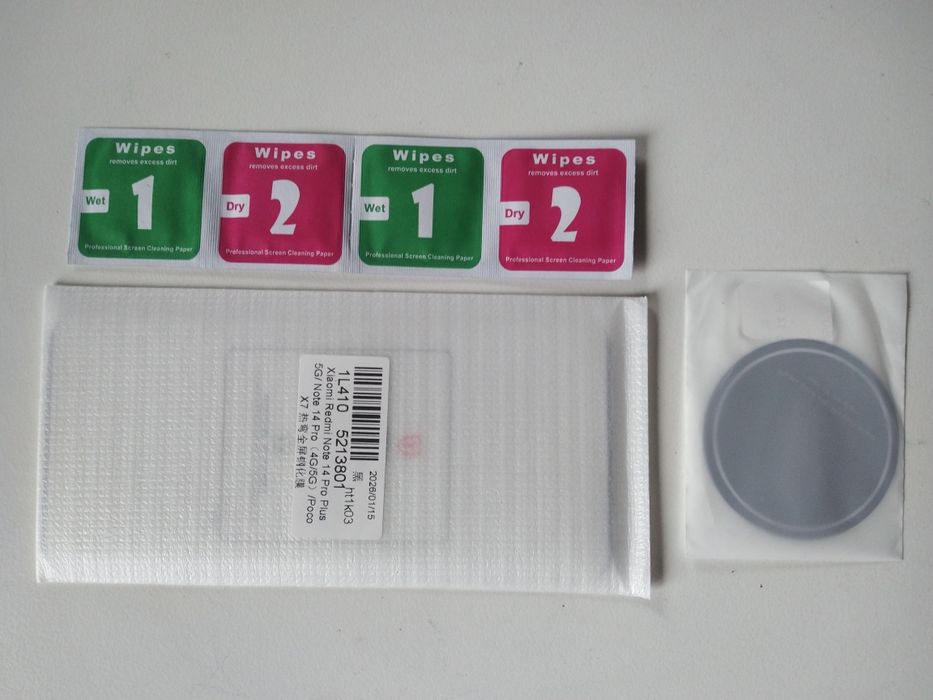 Wipes
removes excess dirt
Wet
1
Professional Screen Cleaning Paper
Wipes
removes excess dirt
Dry
2
Professional Screen Cleaning Paper
Wipes
removes excess dirt
Wet
1
Professional Screen Cleaning Paper
Wipes
removes excess dirt
Dry
2
Professional Screen Cleaning Paper
2026/01/15
黑 ht1k03
1L410 5213801
Xiaomi Redmi Note 14 Pro Plus
5G/ Note 14 Pro（4G/5G）/Poco
X7 热弯全屏钢化膜